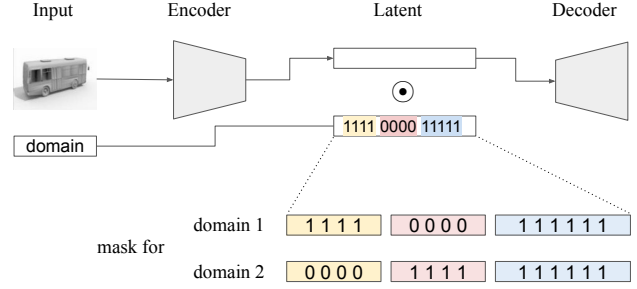 Input Encoder Latent Decoder
domain
1111 0000 11111
domain 1 1 1 1 1 0 0 0 0 1 1 1 1 1 1
mask for
domain 2 0 0 0 0 1 1 1 1 1 1 1 1 1 1